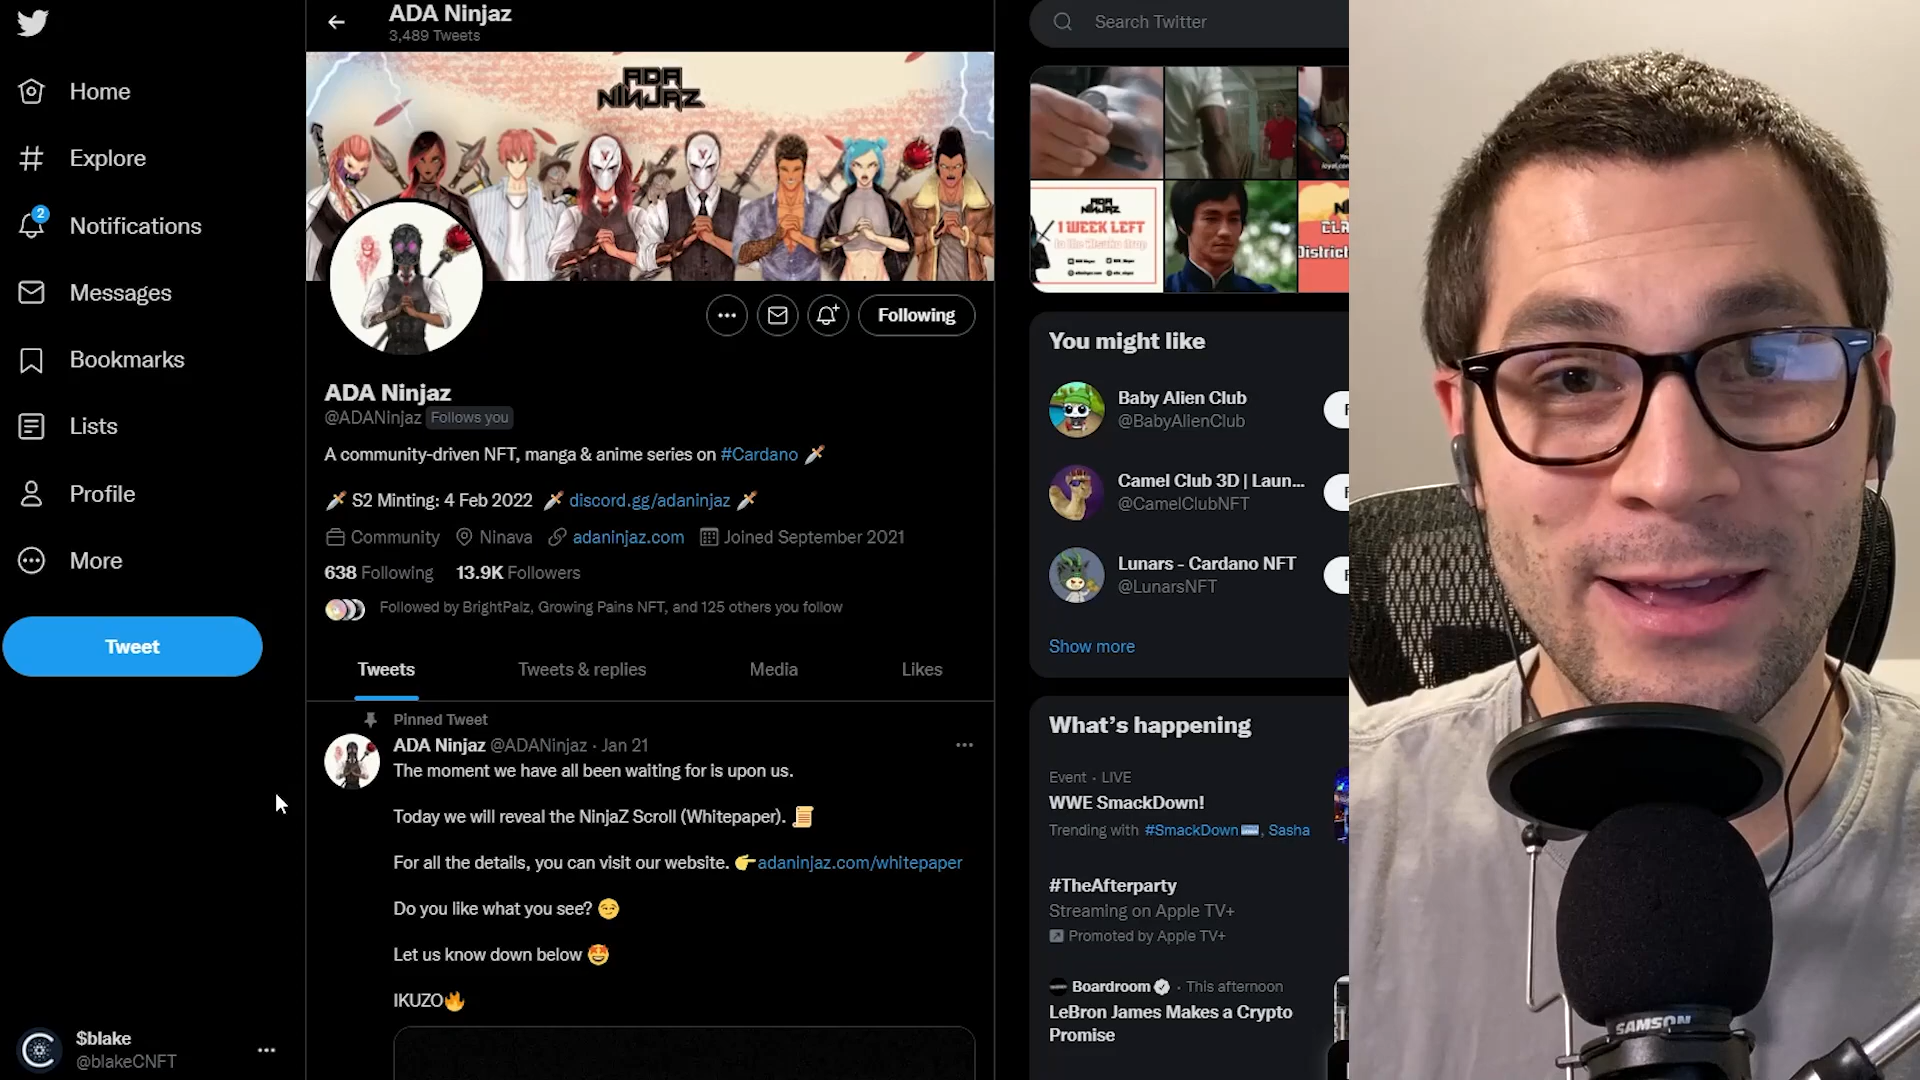 Home
Explore
2
Notifications
Messages
Bookmarks
Lists
Profile
More
Tweet
$blake
@blakeCNFT
ADA Ninjaz
3,489 Tweets
ADA
NINJAZ
Following
ADA Ninjaz
@ADANinjaz Follows you
A community-driven NFT, manga & anime series on #Cardano
S2 Minting: 4 Feb 2022 discord.gg/adaninjaz
Community Ninava adaninjaz.com Joined September 2021
638 Following 13.9K Followers
Followed by BrightPalz, Growing Pains NFT, and 125 others you follow
Tweets Tweets & replies Media Likes
Pinned Tweet
ADA Ninjaz @ADANinjaz · Jan 21
The moment we have all been waiting for is upon us.
Today we will reveal the NinjaZ Scroll (Whitepaper).
For all the details, you can visit our website. adaninjaz.com/whitepaper
Do you like what you see?
Let us know down below
IKUZO
Search Twitter
ADA
NINJAZ
1 WEEK LEFT
You might like
Baby Alien Club
@BabyAlienClub
Camel Club 3D | Laun...
@CamelClubNFT
Lunars - Cardano NFT
@LunarsNFT
Show more
What's happening
Event · LIVE
WWE SmackDown!
Trending with #SmackDown, Sasha
#TheAfterparty
Streaming on Apple TV+
Promoted by Apple TV+
Boardroom · This afternoon
LeBron James Makes a Crypto
Promise
SAMSON